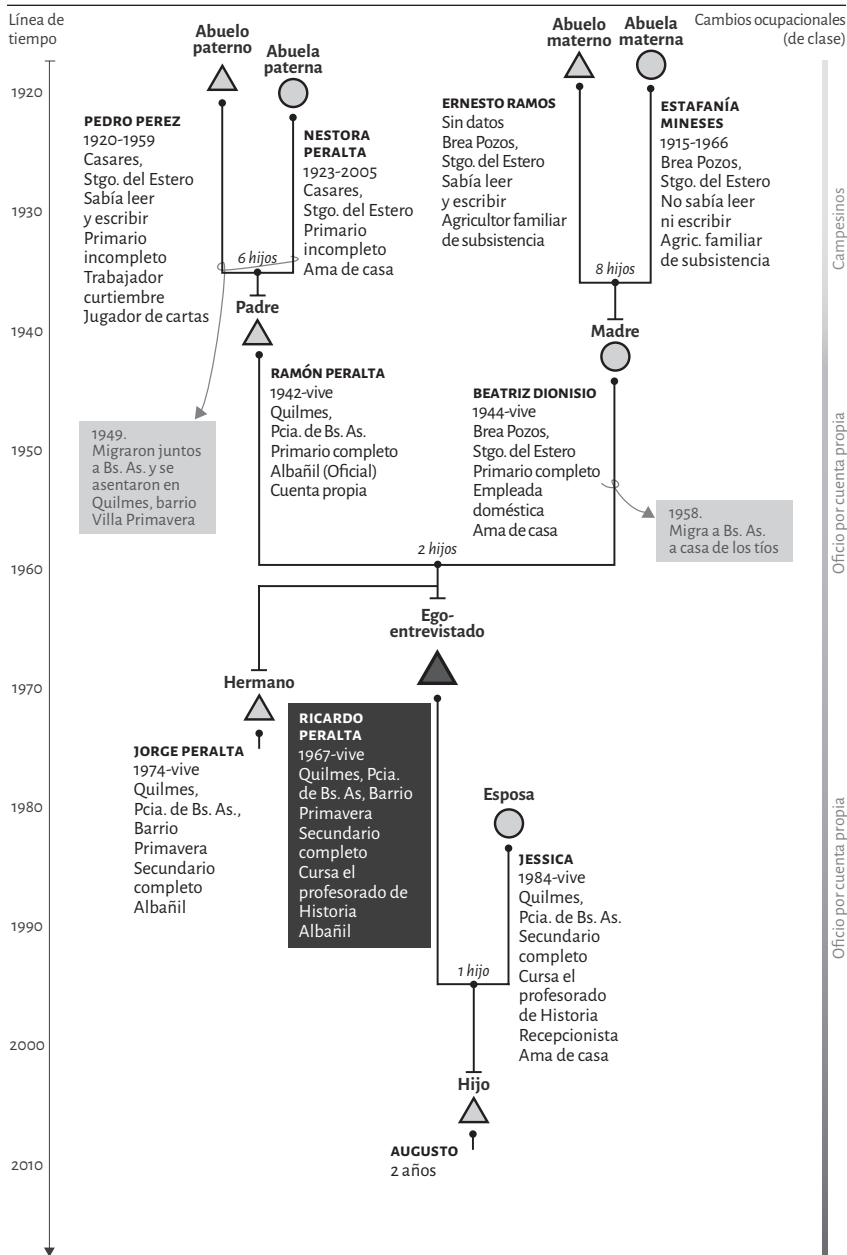 Línea de
tiempo
Cambios ocupacionales
(de clase)
Abuelo
paterno
Abuela
paterna
Abuelo
materno
Abuela
materna
1920
PEDRO PEREZ
1920-1959
Casares,
Stgo. del Estero
Sabía leer
y escribir
Primario
incompleto
Trabajador
curtiembre
Jugador de cartas
NESTORA
PERALTA
1923-2005
Casares,
Stgo. del Estero
Primario
incompleto
Ama de casa
ERNESTO RAMOS
Sin datos
Brea Pozos,
Stgo. del Estero
Sabía leer
y escribir
Agricultor familiar
de subsistencia
ESTAFANÍA
MINESES
1915-1966
Brea Pozos,
Stgo. del Estero
No sabía leer
ni escribir
Agric. familiar
de subsistencia
Campesinos
1930
6 hijos
8 hijos
Padre
Madre
1940
RAMÓN PERALTA
1942-vive
Quilmes,
Pcia. de Bs. As.
Primario completo
Albañil (Oficial)
Cuenta propia
BEATRIZ DIONISIO
1944-vive
Brea Pozos,
Stgo. del Estero
Primario completo
Empleada
doméstica
Ama de casa
1949.
Migraron juntos
a Bs. As. y se
asentaron en
Quilmes, barrio
Villa Primavera
1950
1958.
Migra a Bs. As.
a casa de los tíos
Oficio por cuenta propia
2 hijos
1960
Ego-
entrevistado
1970
Hermano
JORGE PERALTA
1974-vive
Quilmes,
Pcia. de Bs. As.,
Barrio
Primavera
Secundario
completo
Albañil
RICARDO
PERALTA
1967-vive
Quilmes, Pcia.
de Bs. As, Barrio
Primavera
Secundario
completo
Cursa el
profesorado de
Historia
Albañil
1980
Esposa
JESSICA
1984-vive
Quilmes,
Pcia. de Bs. As.
Secundario
completo
Cursa el
profesorado
de Historia
Recepcionista
Ama de casa
Oficio por cuenta propia
1990
1 hijo
2000
Hijo
AUGUSTO
2 años
2010